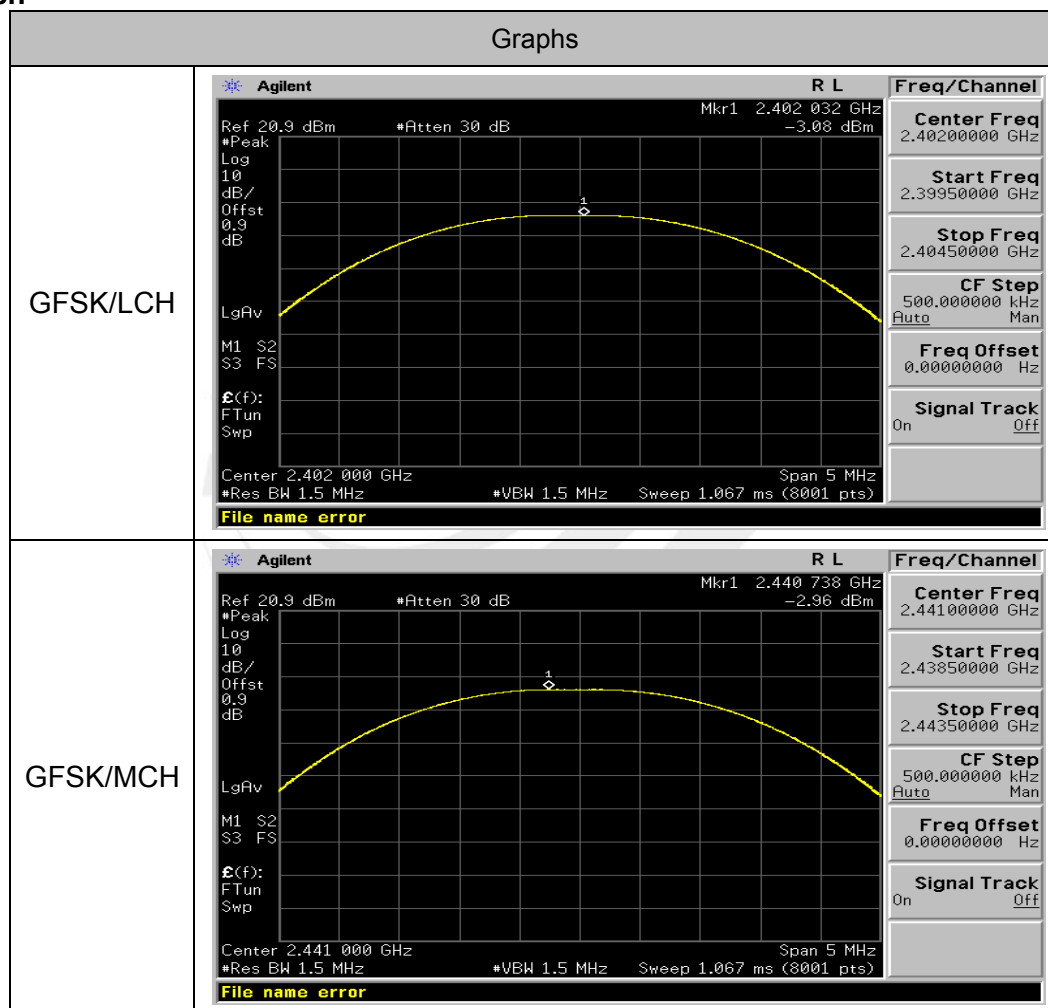 Graphs
GFSK/LCH
Agilent R L Freq/Channel
Mkr1 2.402 032 GHz
Ref 20.9 dBm #Atten 30 dB -3.08 dBm
#Peak
Log
10
dB/
Offst
0.9
dB
1
LgAv
M1 S2
S3 FS
£(f):
FTun
Swp
Center 2.402 000 GHz Span 5 MHz
#Res BW 1.5 MHz #VBW 1.5 MHz Sweep 1.067 ms (8001 pts)
File name error
Center Freq
2.40200000 GHz
Start Freq
2.39950000 GHz
Stop Freq
2.40450000 GHz
CF Step
500.000000 kHz
Auto Man
Freq Offset
0.00000000 Hz
Signal Track
On Off
GFSK/MCH
Agilent R L Freq/Channel
Mkr1 2.440 738 GHz
Ref 20.9 dBm #Atten 30 dB -2.96 dBm
#Peak
Log
10
dB/
Offst
0.9
dB
1
LgAv
M1 S2
S3 FS
£(f):
FTun
Swp
Center 2.441 000 GHz Span 5 MHz
#Res BW 1.5 MHz #VBW 1.5 MHz Sweep 1.067 ms (8001 pts)
File name error
Center Freq
2.44100000 GHz
Start Freq
2.43850000 GHz
Stop Freq
2.44350000 GHz
CF Step
500.000000 kHz
Auto Man
Freq Offset
0.00000000 Hz
Signal Track
On Off